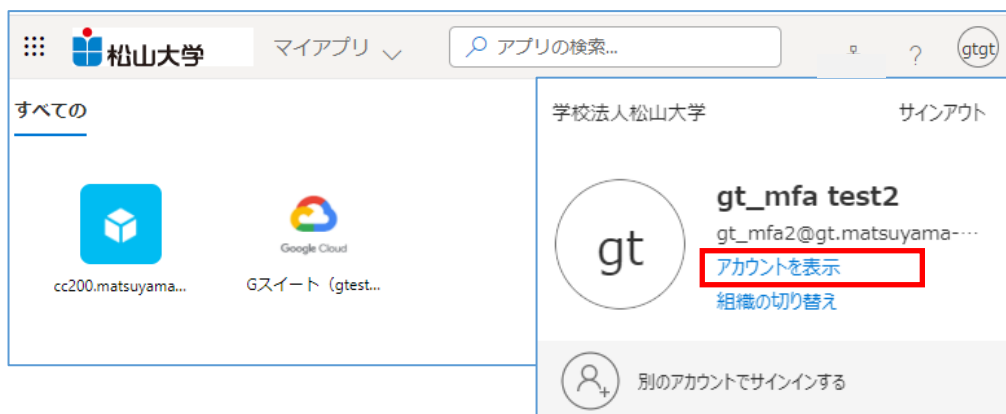 松山大学
マイアプリ
アプリの検索...
?
gtgt
すべての
学校法人松山大学
サインアウト
gt
gt_mfa test2
gt_mfa2@gt.matsuyama-…
アカウントを表示
組織の切り替え
Google Cloud
cc200.matsuyama...
Gスイート（gtest...
別のアカウントでサインインする